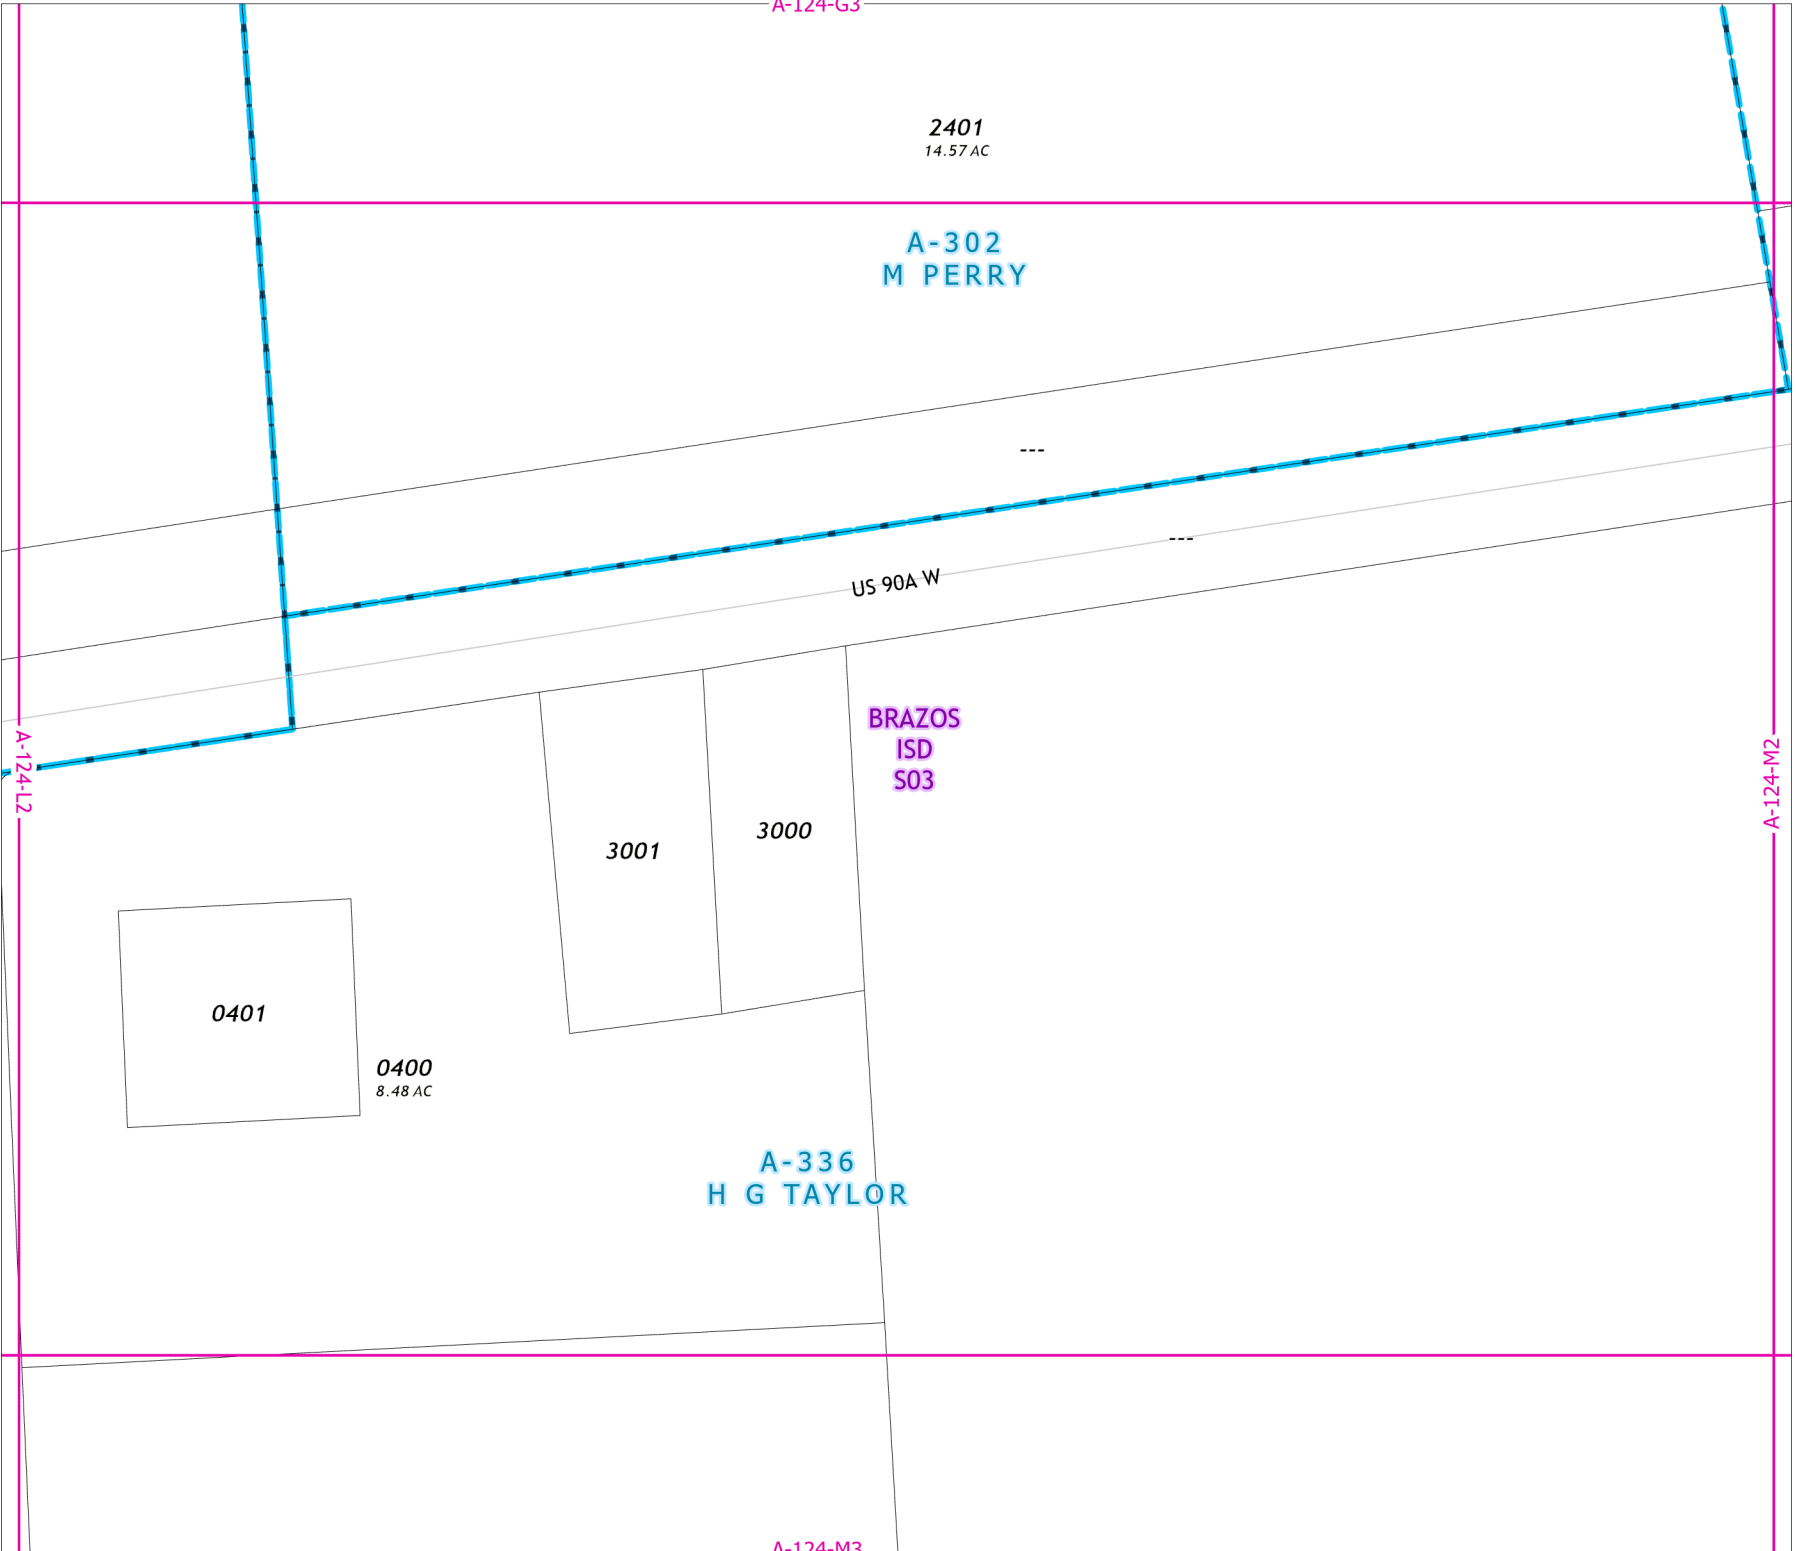 A-124-G3
2401
14.57 AC
A-302
M PERRY
---
---
US 90A W
BRAZOS
ISD
S03
A-124-L2
A-124-M2
3000
3001
0401
0400
8.48 AC
A-336
H G TAYLOR
A-124-M3